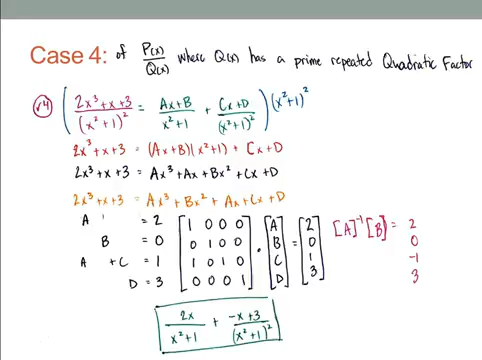 Case 4: of P(x)/Q(x) where Q(x) has a prime repeated Quadratic Factor
v4 ( (2x³+x+3)/(x²+1)² = (Ax+B)/(x²+1) + (Cx+D)/(x²+1)² ) (x²+1)²
2x³+x+3 = (Ax+B)(x²+1) + Cx+D
2x³+x+3 = Ax³+Ax+Bx²+Cx+D
2x³+x+3 = Ax³+Bx²+Ax+Cx+D
A = 2 [1 0 0 0] [A] [2] [A]⁻¹[B] = 2
B = 0 [0 1 0 0] • [B] = [0] 0
A +C = 1 [1 0 1 0] [C] [1] -1
D = 3 [0 0 0 1] [D] [3] 3
2x/(x²+1) + (-x+3)/(x²+1)²